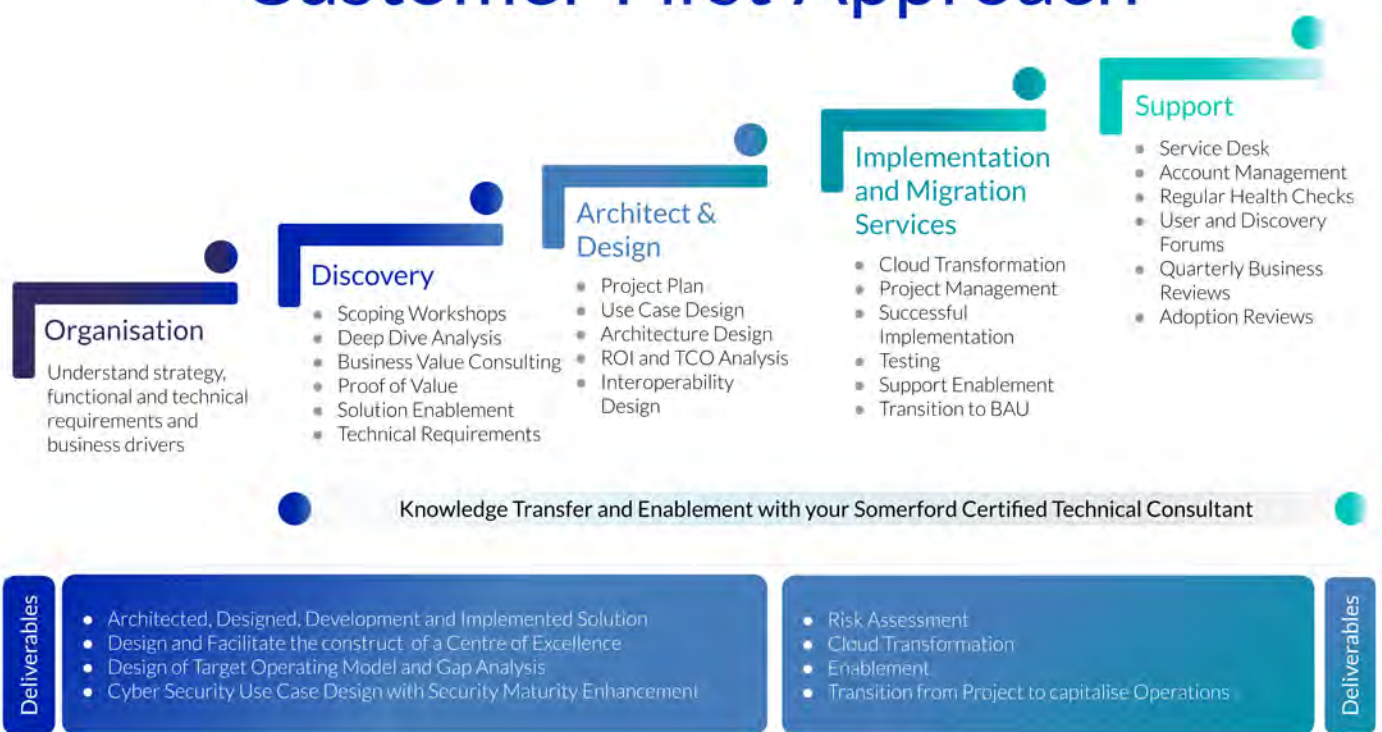 Customer First Approach
Organisation
Understand strategy,
functional and technical
requirements and
business drivers
Discovery
Scoping Workshops
Deep Dive Analysis
Business Value Consulting
Proof of Value
Solution Enablement
Technical Requirements
Architect &
Design
Project Plan
Use Case Design
Architecture Design
ROI and TCO Analysis
Interoperability
Design
Implementation
and Migration
Services
Cloud Transformation
Project Management
Successful
Implementation
Testing
Support Enablement
Transition to BAU
Support
Service Desk
Account Management
Regular Health Checks
User and Discovery
Forums
Quarterly Business
Reviews
Adoption Reviews
Knowledge Transfer and Enablement with your Somerford Certified Technical Consultant
Deliverables
Architected, Designed, Development and Implemented Solution
Design and Facilitate the construct of a Centre of Excellence
Design of Target Operating Model and Gap Analysis
Cyber Security Use Case Design with Security Maturity Enhancement
Risk Assessment
Cloud Transformation
Enablement
Transition from Project to capitalise Operations
Deliverables